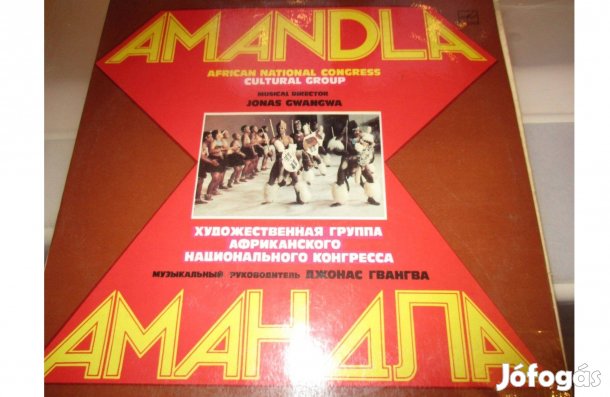 AMANDLA
AFRICAN NATIONAL CONGRESS
CULTURAL GROUP
MUSICAL DIRECTOR
JONAS GWANGWA
ХУДОЖЕСТВЕННАЯ ГРУППА
АФРИКАНСКОГО
НАЦИОНАЛЬНОГО КОНГРЕССА
МУЗЫКАЛЬНЫЙ РУКОВОДИТЕЛЬ ДЖОНАС ГВАНГВА
АМАНДЛА
Jófogás